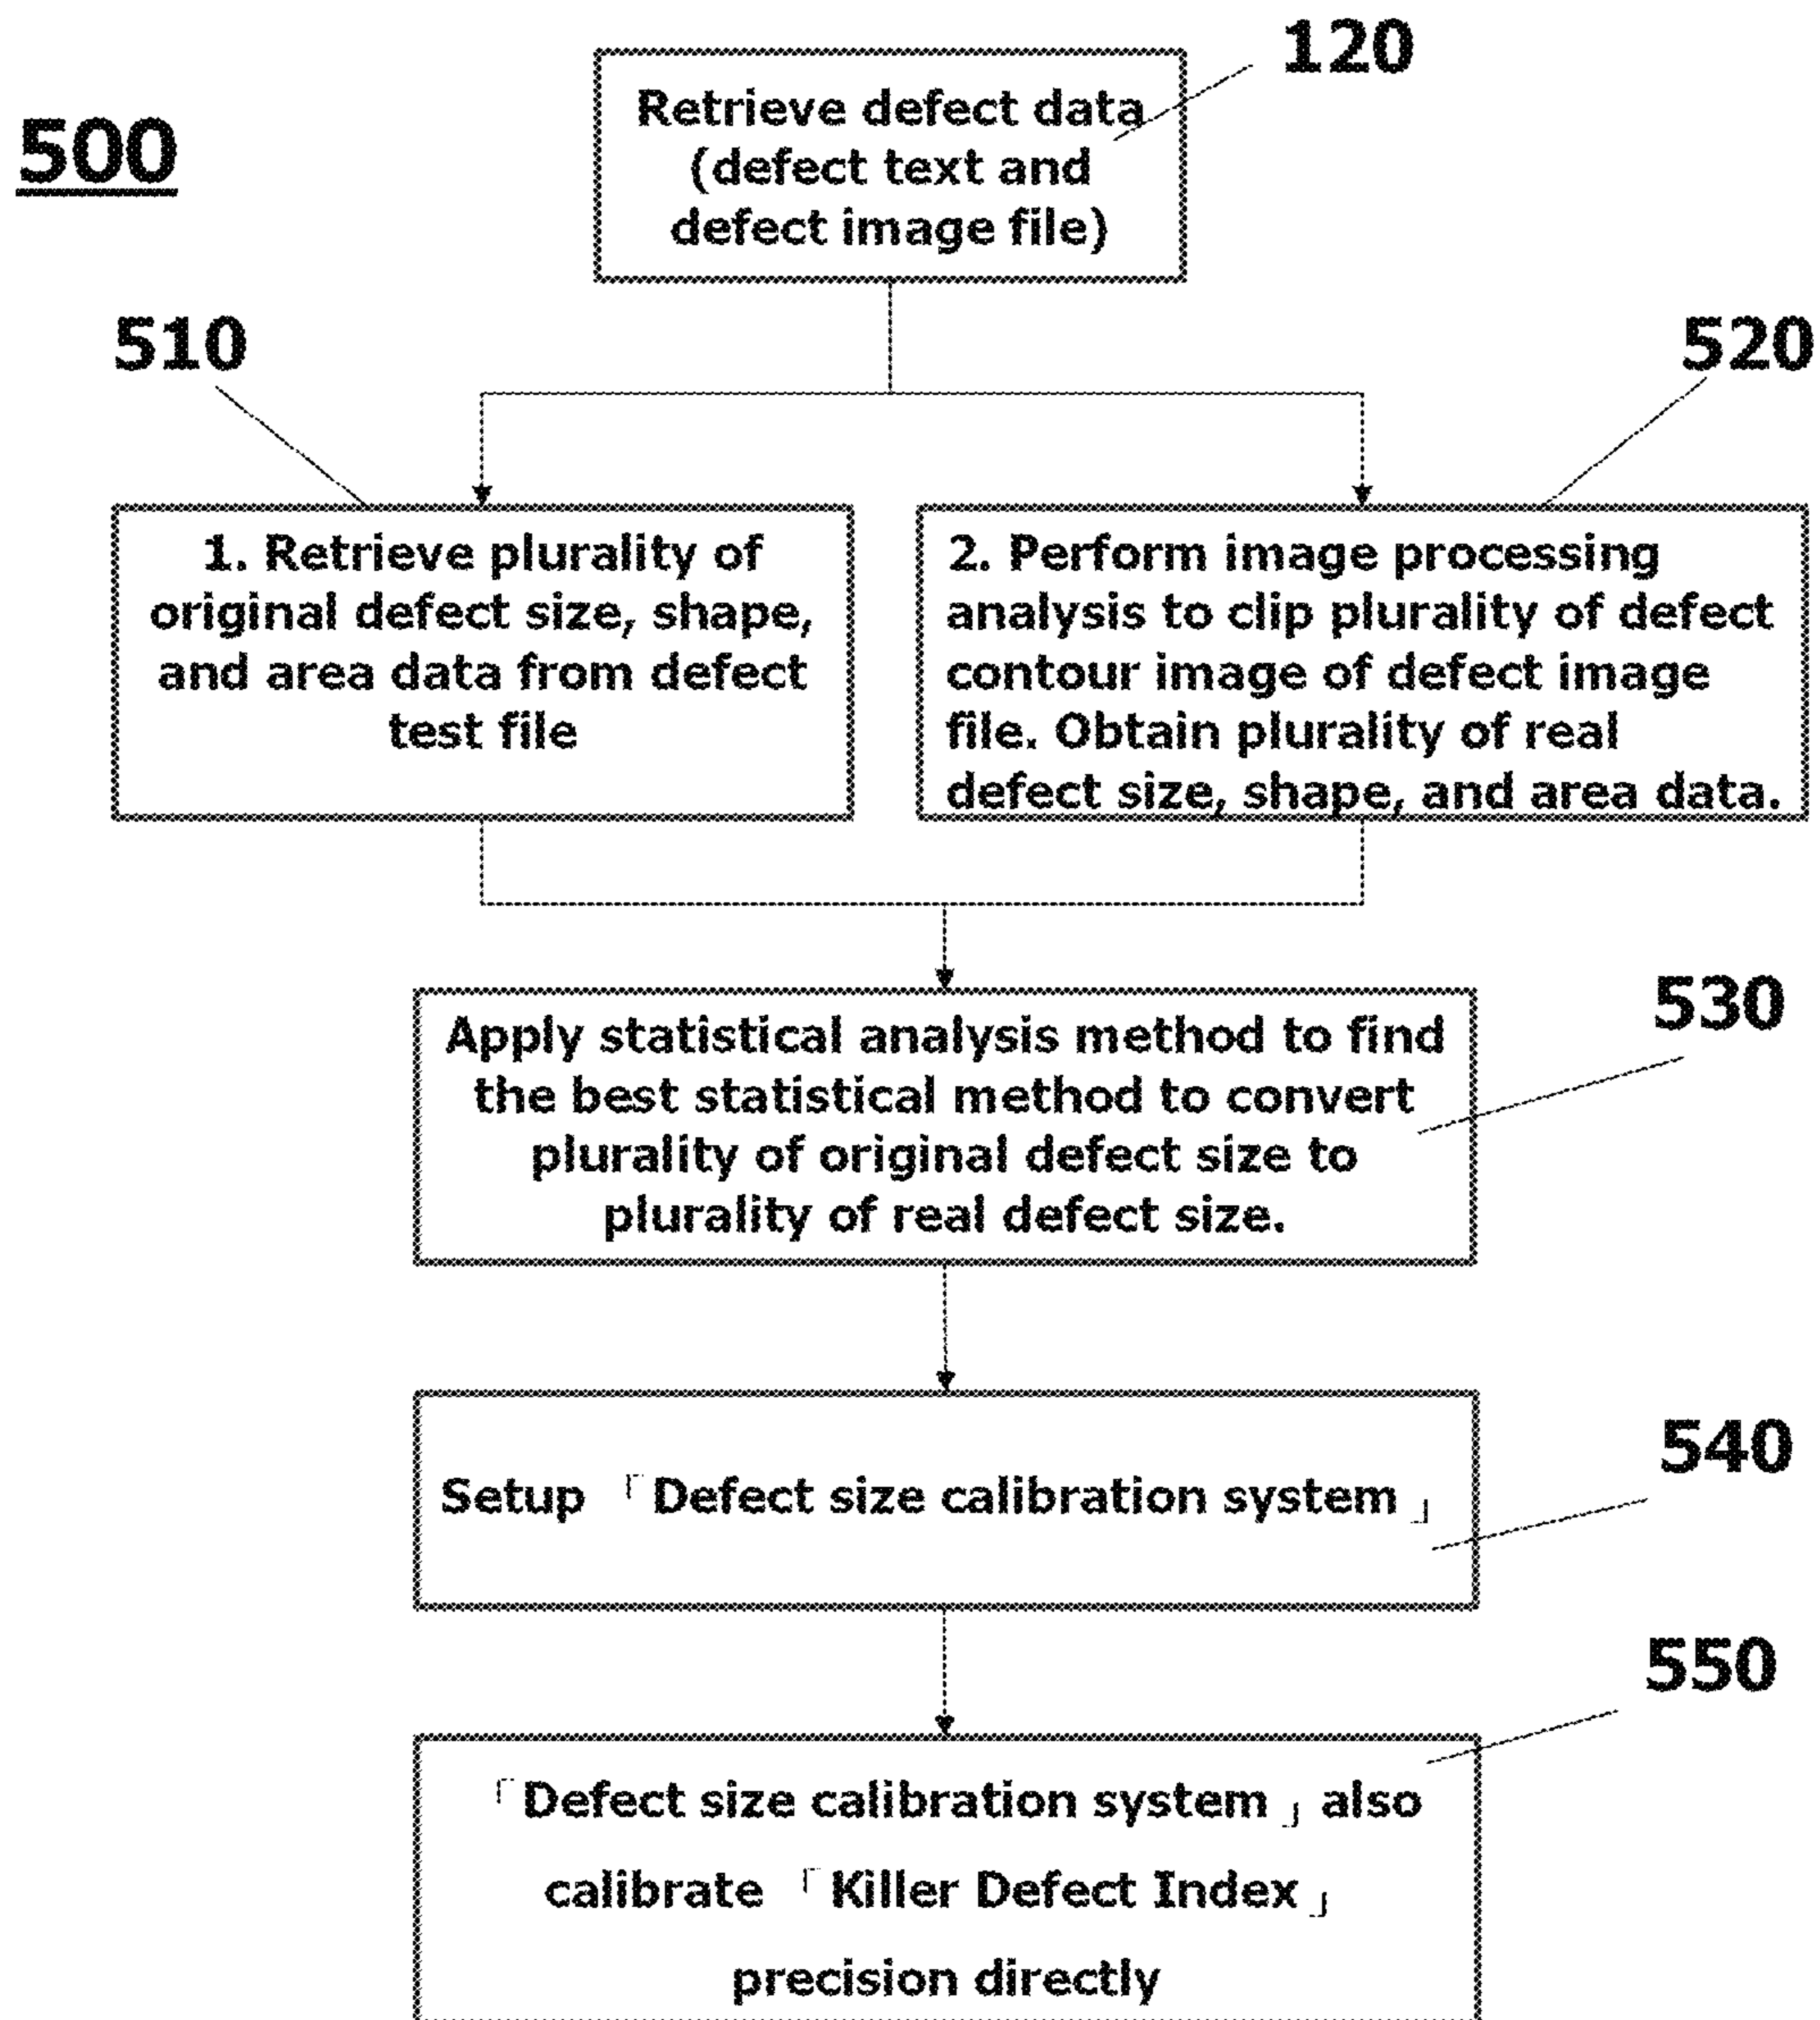 120
500
Retrieve defect data
(defect text and
defect image file)
510
520
1. Retrieve plurality of
original defect size, shape,
and area data from defect
test file
2. Perform image processing
analysis to clip plurality of defect
contour image of defect image
file. Obtain plurality of real
defect size, shape, and area data.
530
Apply statistical analysis method to find
the best statistical method to convert
plurality of original defect size to
plurality of real defect size.
540
Setup 「Defect size calibration system」
550
「Defect size calibration system」also
calibrate 「Killer Defect Index」
precision directly